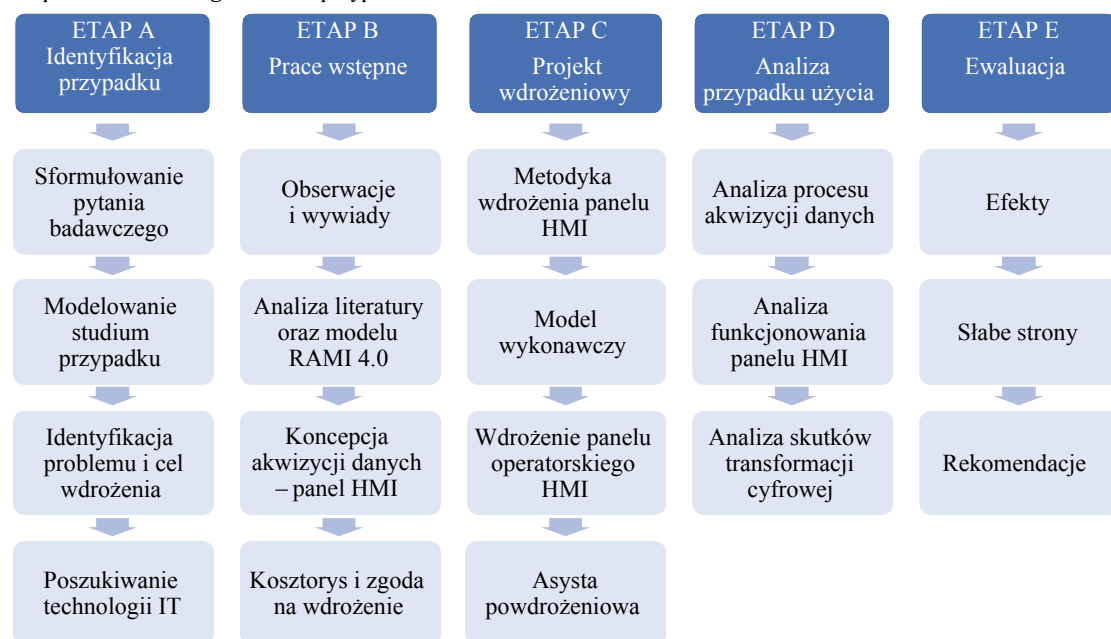 ETAP A
Identyfikacja
przypadku
Sformułowanie
pytania
badawczego
Modelowanie
studium
przypadku
Identyfikacja
problemu i cel
wdrożenia
Poszukiwanie
technologii IT
ETAP B
Prace wstępne
Obserwacje
i wywiady
Analiza literatury
oraz modelu
RAMI 4.0
Koncepcja
akwizycji danych
– panel HMI
Kosztorys i zgoda
na wdrożenie
ETAP C
Projekt
wdrożeniowy
Metodyka
wdrożenia panelu
HMI
Model
wykonawczy
Wdrożenie panelu
operatorskiego
HMI
Asysta
powdrożeniowa
ETAP D
Analiza
przypadku użycia
Analiza procesu
akwizycji danych
Analiza
funkcjonowania
panelu HMI
Analiza skutków
transformacji
cyfrowej
ETAP E
Ewaluacja
Efekty
Słabe strony
Rekomendacje